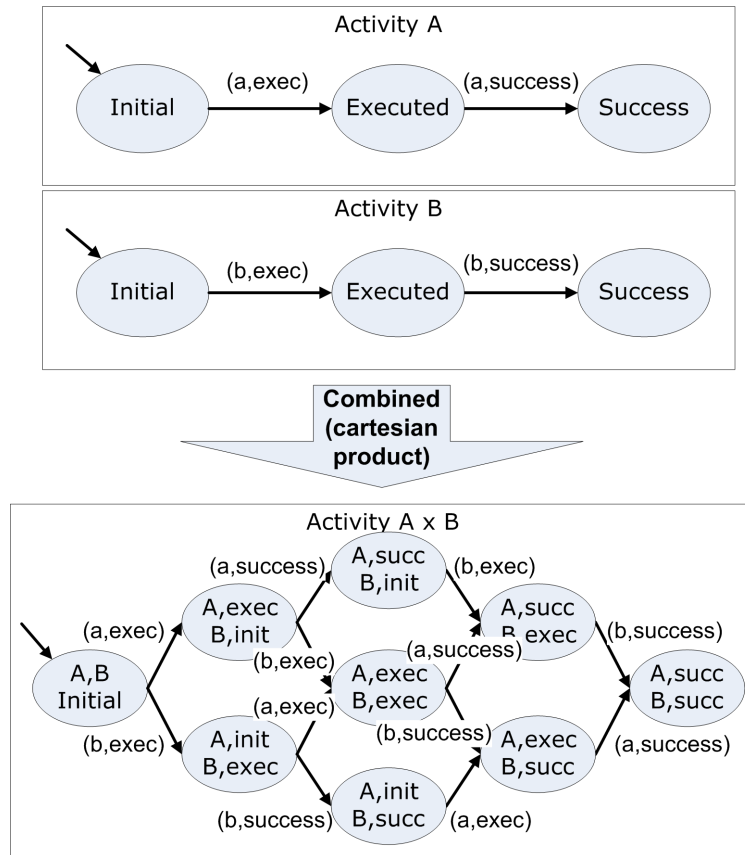 Activity A
(a,exec)
(a,success)
Initial
Executed
Success
Activity B
(b,exec)
(b,success)
Initial
Executed
Success
Combined
(cartesian
product)
Activity A x B
A,succ
B,init
(a,success)
(b,exec)
A,exec
B,init
A,succ
B,exec
(a,exec)
(b,success)
(b,exec)
(a,success)
A,B
Initial
A,exec
B,exec
A,succ
B,succ
(a,exec)
(b,success)
(b,exec)
(a,success)
A,init
B,exec
A,exec
B,succ
A,init
B,succ
(b,success)
(a,exec)